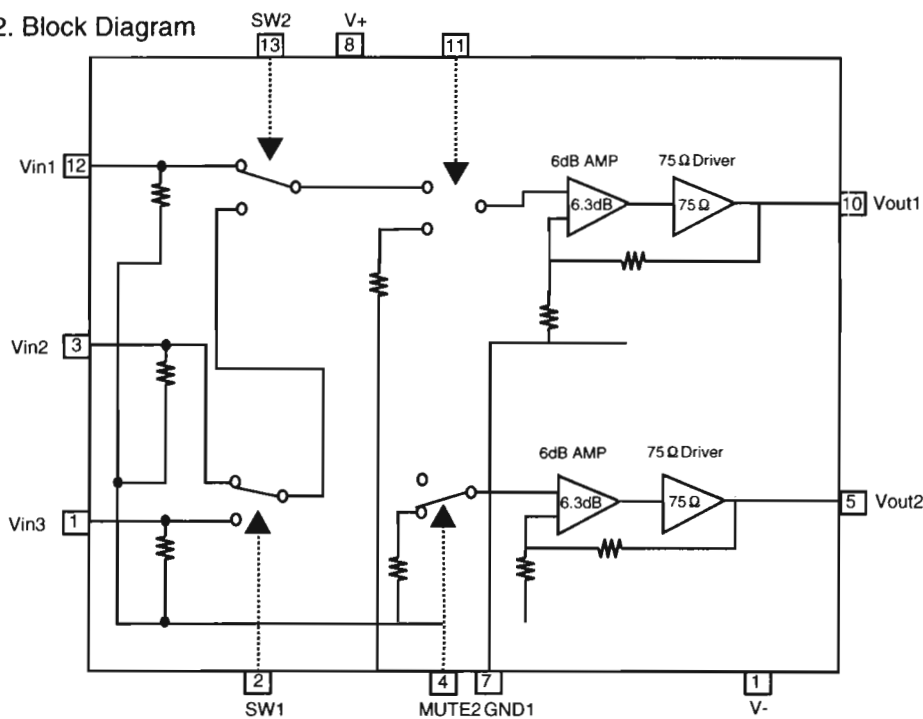 2. Block Diagram
SW2 V+
13 8 11
Vin1 12
6dB AMP 75Ω Driver
6.3dB 75Ω
10 Vout1
Vin2 3
6dB AMP 75Ω Driver
6.3dB 75Ω
5 Vout2
Vin3 1
2 4 7 1
SW1 MUTE2 GND1 V-